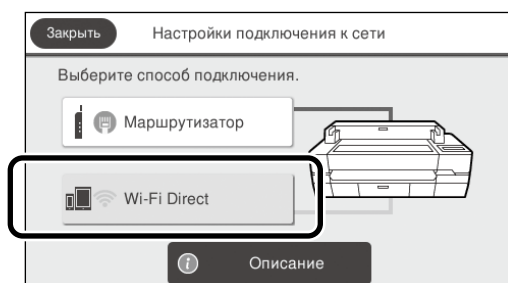 Закрыть
Настройки подключения к сети
Выберите способ подключения.
Маршрутизатор
Wi-Fi Direct
Описание